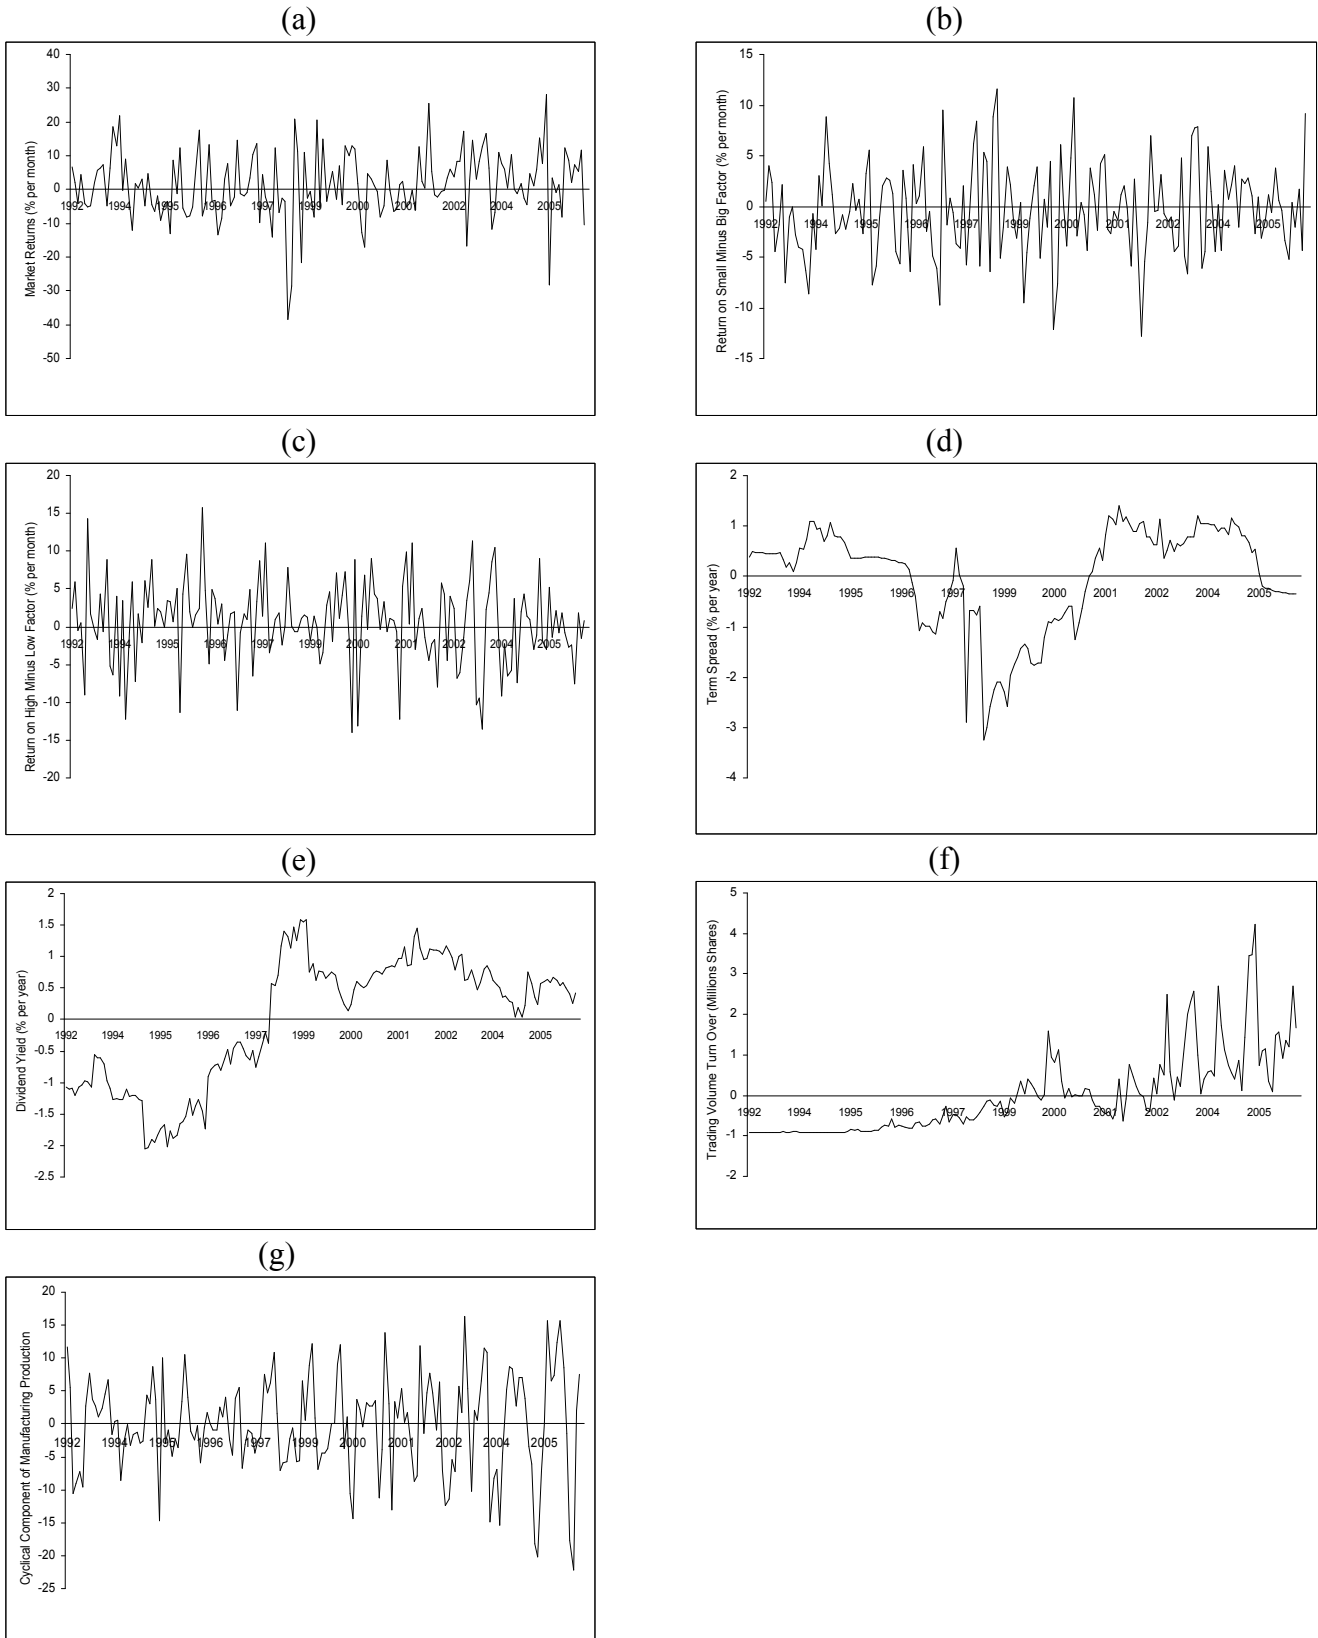 (a)
Market Returns (% per month)
40
30
20
10
0
-10
-20
-30
-40
-50
1992 1994 1995 1996 1997 1999 2000 2001 2002 2004 2005
(b)
Return on Small Minus Big Factor (% per month)
15
10
5
0
-5
-10
-15
1992 1994 1995 1996 1997 1999 2000 2001 2002 2004 2005
(c)
Return on High Minus Low Factor (% per month)
20
15
10
5
0
-5
-10
-15
-20
1992 1994 1995 1996 1997 1999 2000 2001 2002 2004 2005
(d)
Term Spread (% per year)
2
1
0
-1
-2
-3
-4
1992 1994 1995 1996 1997 1999 2000 2001 2002 2004 2005
(e)
Dividend Yield (% per year)
2
1.5
1
0.5
0
-0.5
-1
-1.5
-2
-2.5
1992 1994 1995 1996 1997 1999 2000 2001 2002 2004 2005
(f)
Trading Volume Turn Over (Millions Shares)
5
4
3
2
1
0
-1
-2
1992 1994 1995 1996 1997 1999 2000 2001 2002 2004 2005
(g)
Cyclical Component of Manufacturing Production
20
15
10
5
0
-5
-10
-15
-20
-25
1992 1994 1995 1996 1997 1999 2000 2001 2002 2004 2005